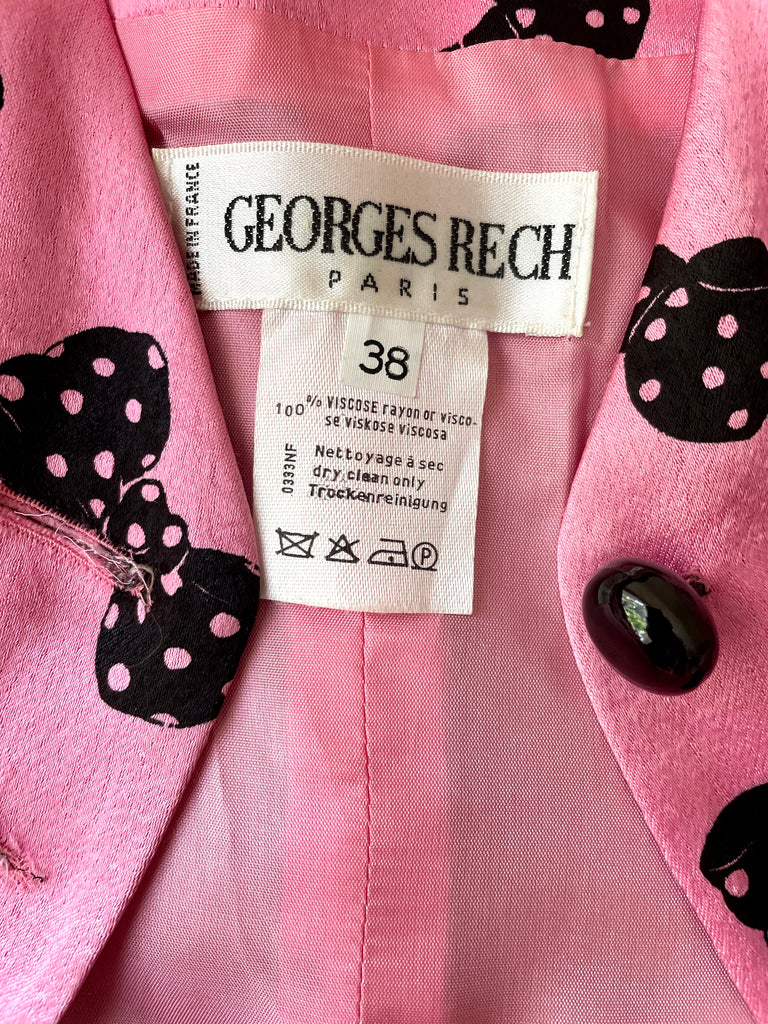 MADE IN FRANCE
GEORGES RECH
PARIS
38
100 % VISCOSE rayon or visco-
se viskose viscosa
0333NF
Nettoyage à sec
dry clean only
Trockenreinigung
P